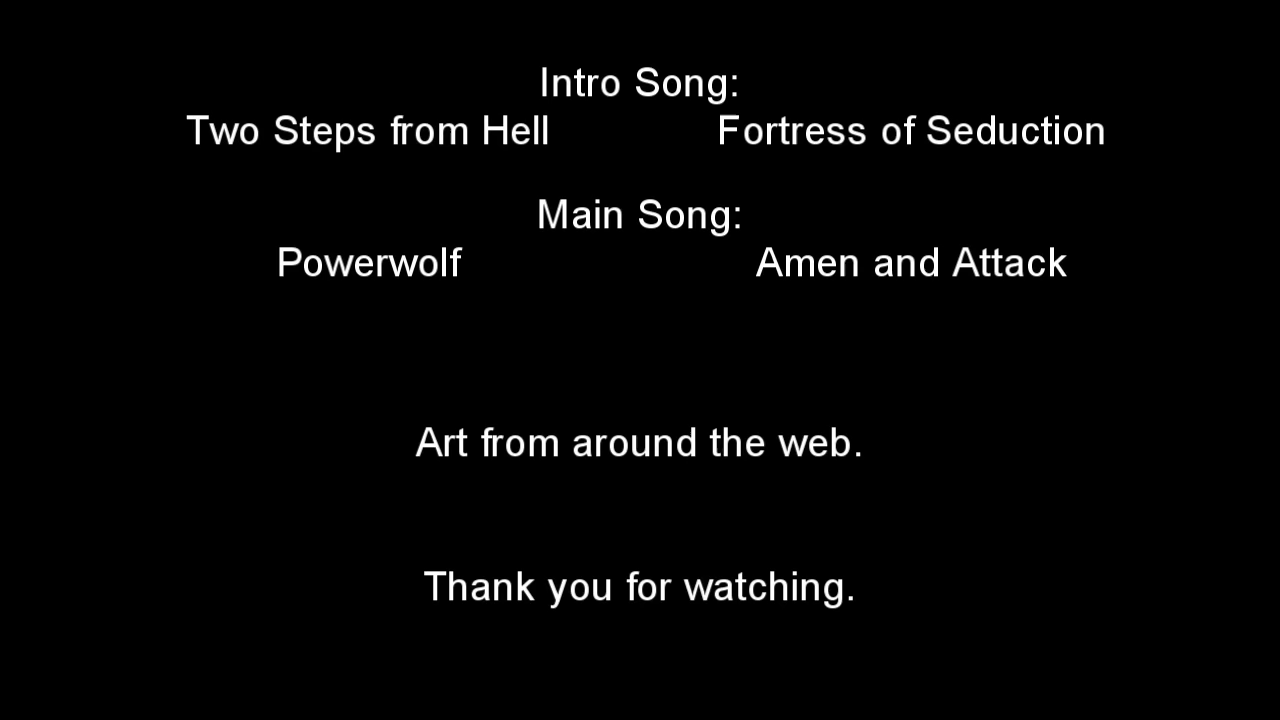 Intro Song:
Two Steps from Hell Fortress of Seduction
Main Song:
Powerwolf Amen and Attack
Art from around the web.
Thank you for watching.